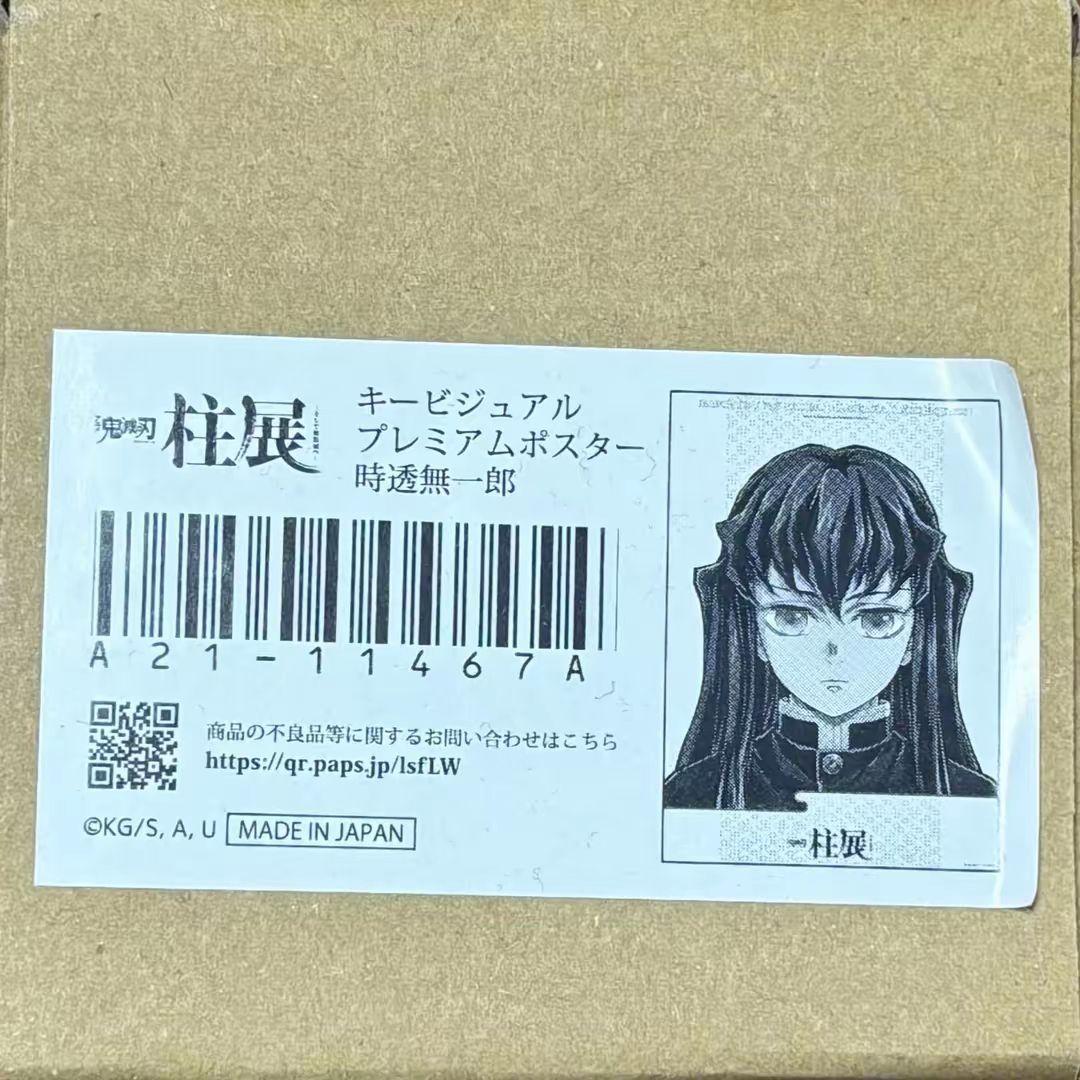 鬼滅の刃 柱展
キービジュアル
プレミアムポスター
時透無一郎
A21-11467A
商品の不良品等に関するお問い合わせはこちら
https://qr.paps.jp/lsfLW
©KG/S, A, U MADE IN JAPAN
柱展